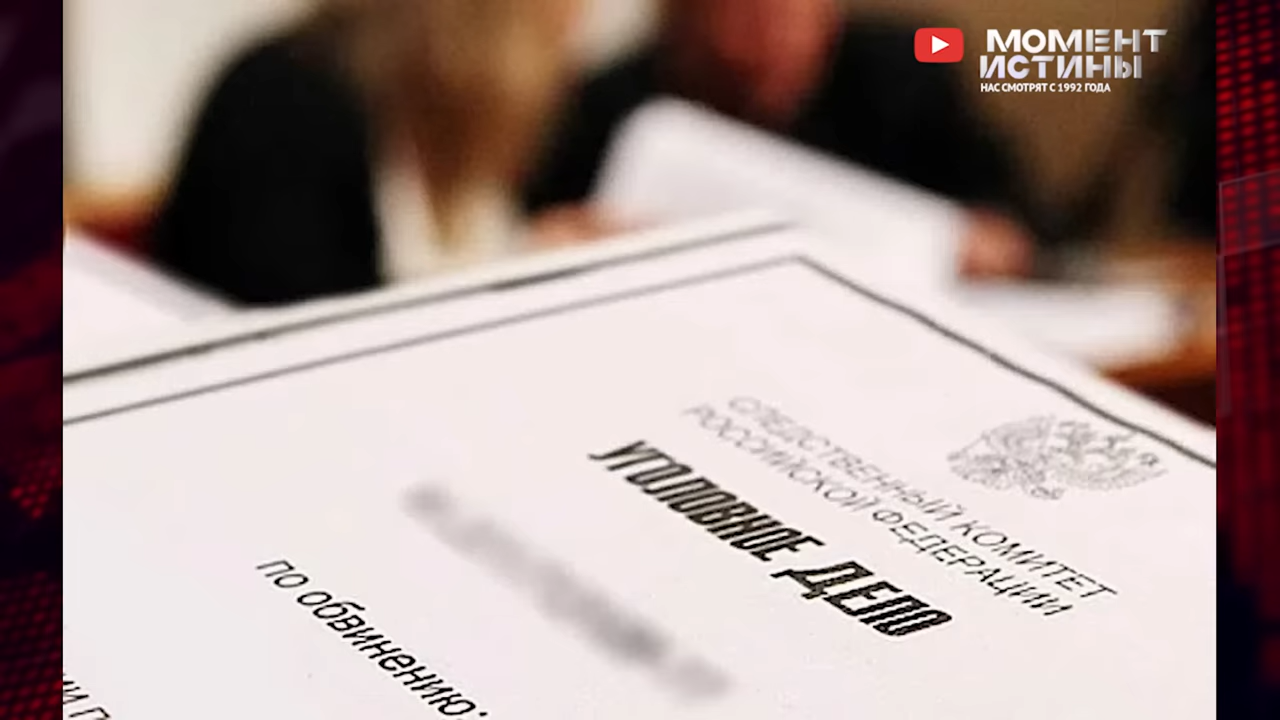 МОМЕНТ
ИСТИНЫ
НАС СМОТРЯТ С 1992 ГОДА
СЛЕДСТВЕННЫЙ КОМИТЕТ
РОССИЙСКОЙ ФЕДЕРАЦИИ
УГОЛОВНОЕ ДЕЛО
по обвинению: